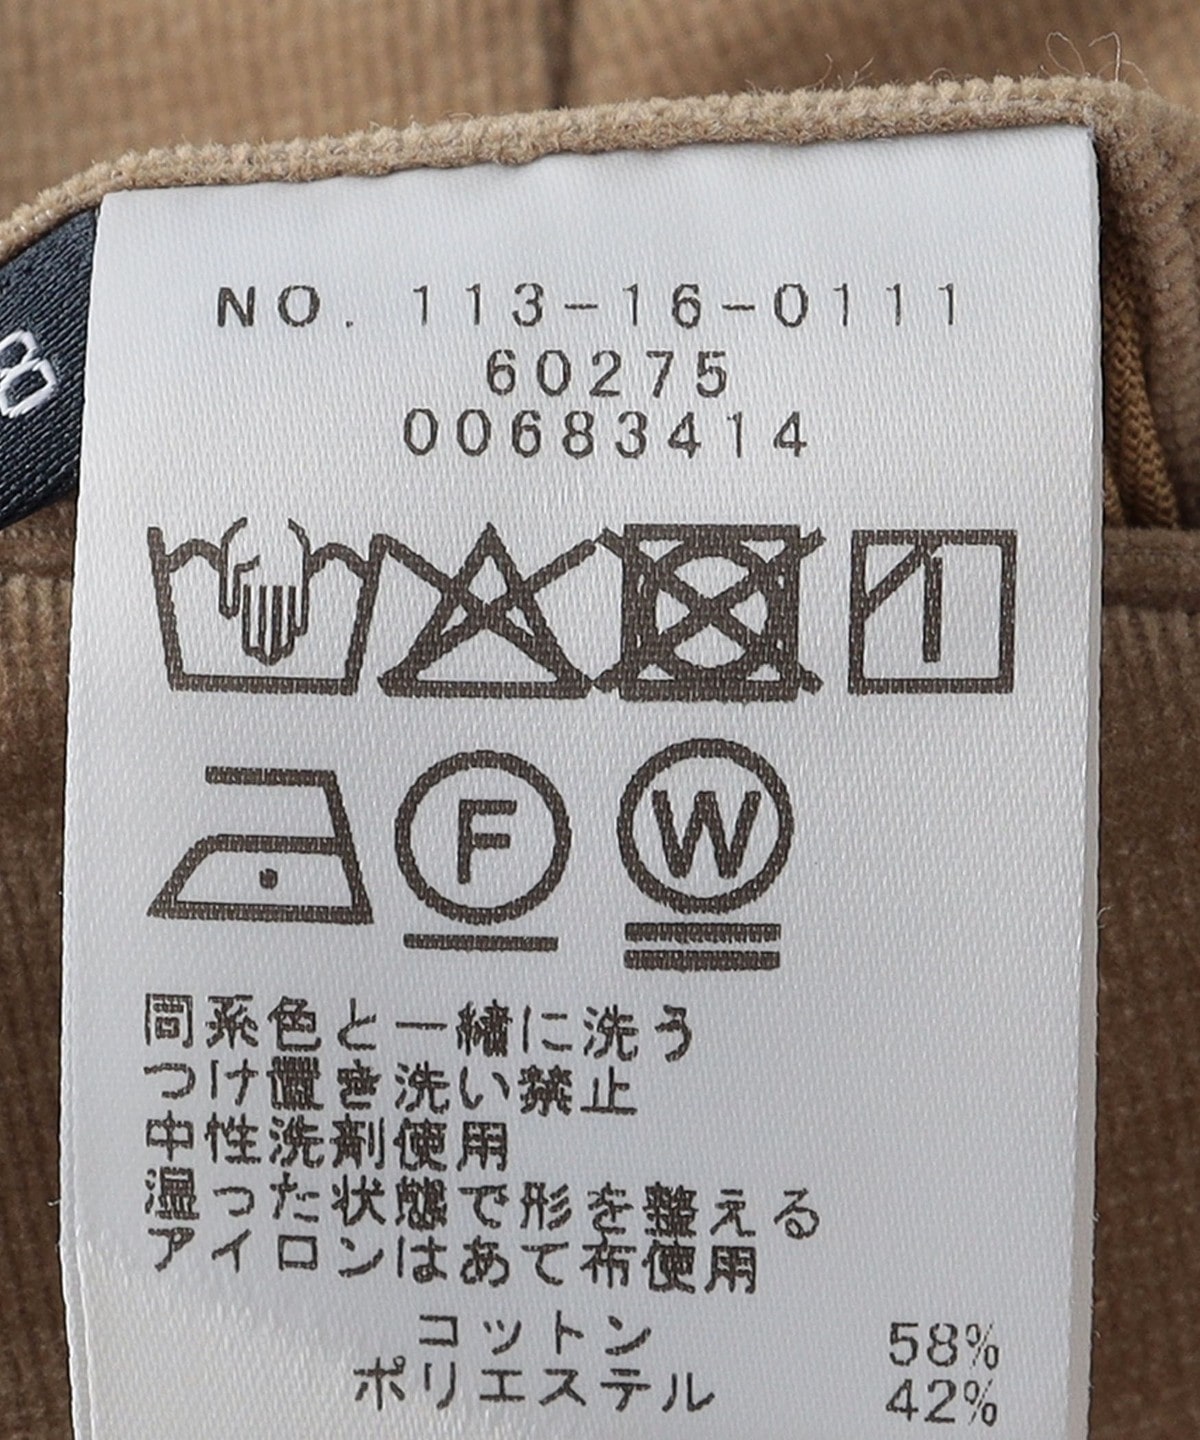 NO. 113-16-0111
60275
00683414
F W
同系色と一緒に洗う
つけ置き洗い禁止
中性洗剤使用
湿った状態で形を整える
アイロンはあて布使用
コットン 58%
ポリエステル 42%
8